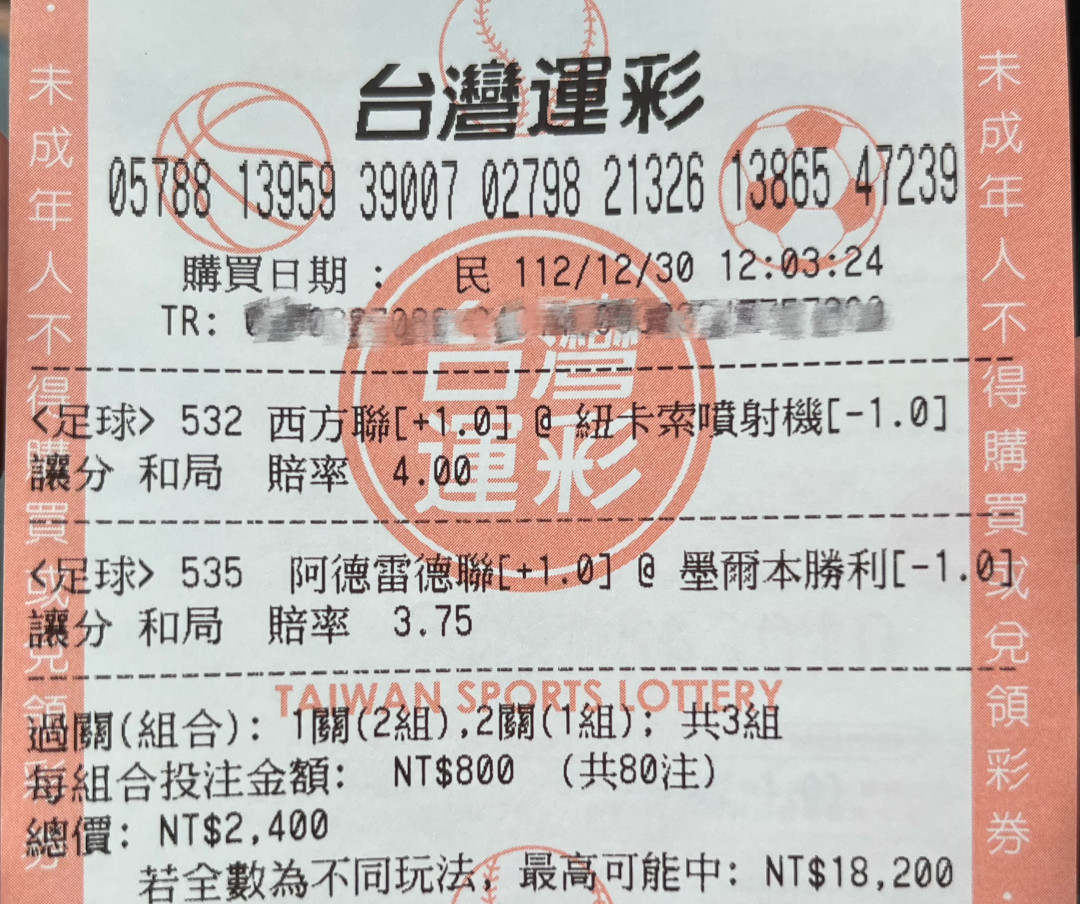 台灣運彩
05788 13959 39007 02798 21326 13865 47239
購買日期： 民 112/12/30 12:03:24
TR:
台灣
運彩
<足球> 532 西方聯[+1.0] @ 紐卡索噴射機[-1.0]
讓分 和局 賠率 4.00
<足球> 535 阿德雷德聯[+1.0] @ 墨爾本勝利[-1.0]
讓分 和局 賠率 3.75
TAIWAN SPORTS LOTTERY
過關(組合): 1關(2組),2關(1組); 共3組
每組合投注金額: NT$800 (共80注)
總價: NT$2,400
若全數為不同玩法, 最高可能中: NT$18,200
·未成年人不得購買或兌領彩券
未成年人不得購買或兌領彩券·